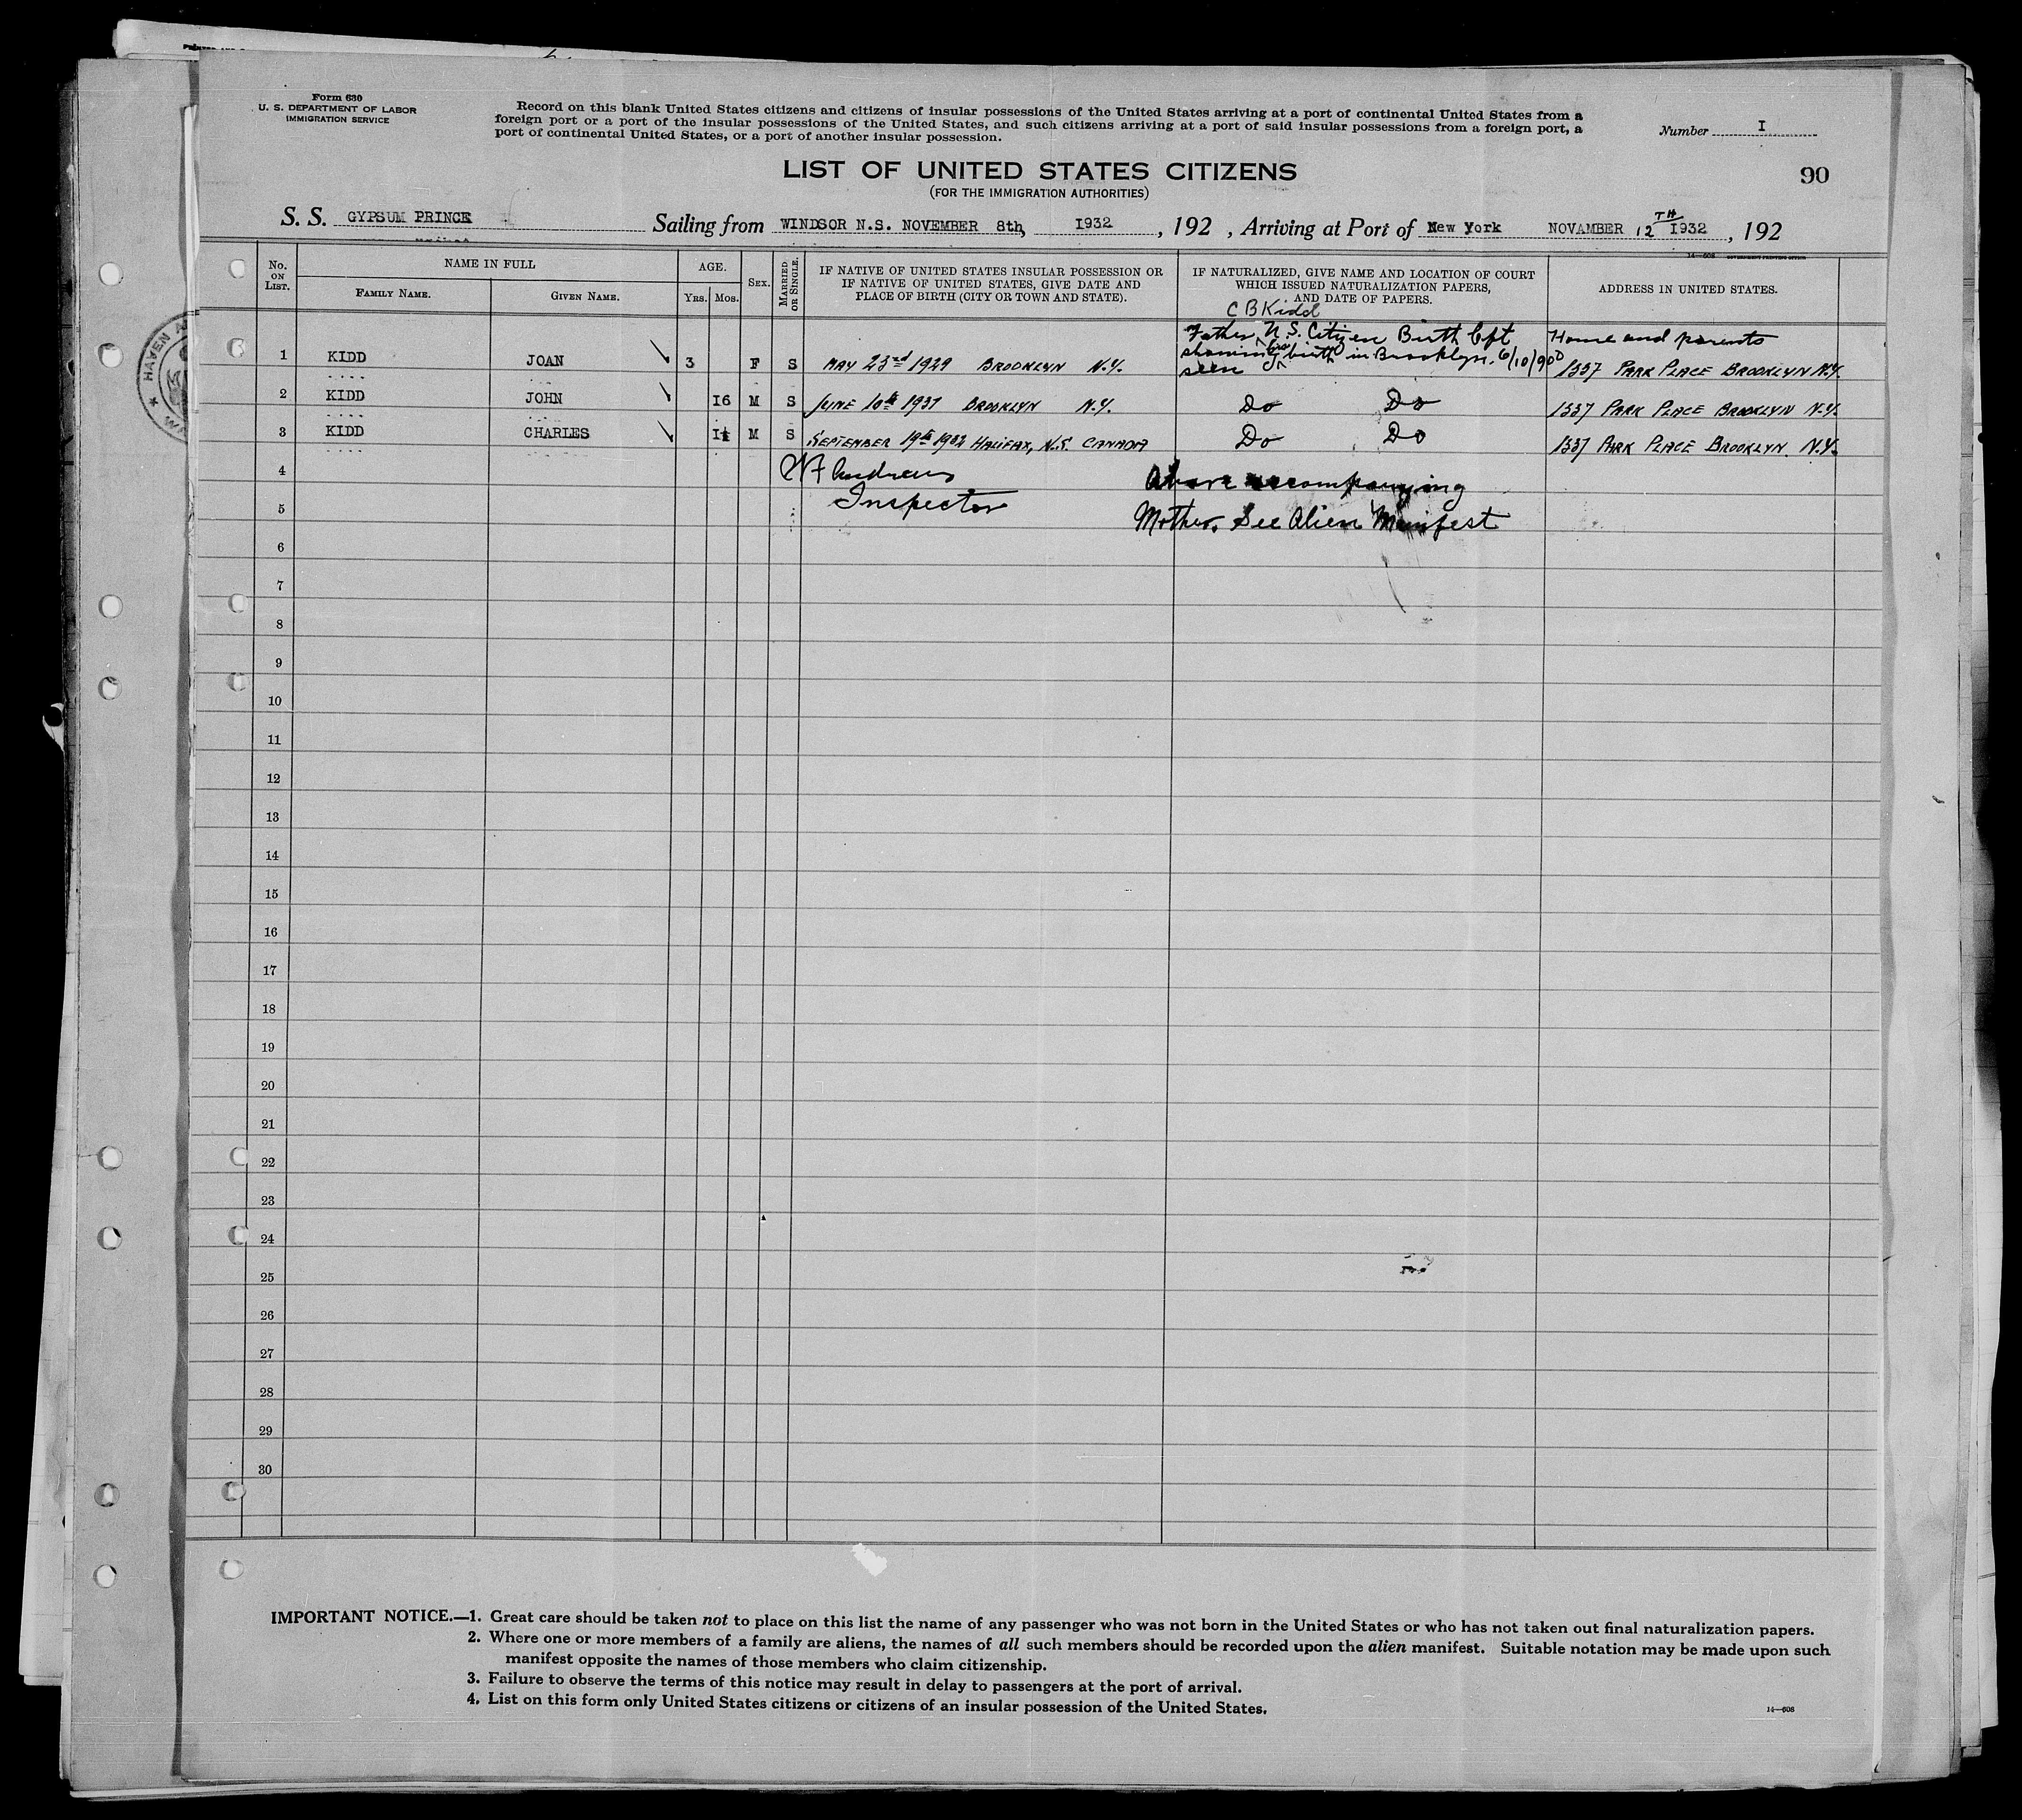 Form 630
U. S. DEPARTMENT OF LABOR
IMMIGRATION SERVICE
Record on this blank United States citizens and citizens of insular possessions of the United States arriving at a port of continental United States from a
foreign port or a port of the insular possessions of the United States, and such citizens arriving at a port of said insular possessions from a foreign port, a
port of continental United States, or a port of another insular possession.
Number I
LIST OF UNITED STATES CITIZENS
90
(FOR THE IMMIGRATION AUTHORITIES)
S. S. GYPSUM PRINCE Sailing from WINDSOR N.S. NOVEMBER 8th, 1932, 192 , Arriving at Port of New York NOVAMBER 12TH 1932, 192
14—608 GOVERNMENT PRINTING OFFICE
No. ON LIST.
NAME IN FULL
FAMILY NAME.
GIVEN NAME.
AGE.
YRS.
MOS.
SEX.
MARRIED OR SINGLE.
IF NATIVE OF UNITED STATES INSULAR POSSESSION OR
IF NATIVE OF UNITED STATES, GIVE DATE AND
PLACE OF BIRTH (CITY OR TOWN AND STATE).
IF NATURALIZED, GIVE NAME AND LOCATION OF COURT
WHICH ISSUED NATURALIZATION PAPERS,
AND DATE OF PAPERS.
ADDRESS IN UNITED STATES.
C B Kidd
Father U.S. Citizen Birth Cft
showing his birth in Brooklyn. 6/10/900
seen
Home and parents
1 KIDD JOAN 3 F S MAY 23rd 1929 BROOKLYN N.Y. 1337 PARK PLACE BROOKLYN N.Y.
2 KIDD JOHN I6 M S JUNE 10th 1931 BROOKLYN N.Y. Do Do 1337 PARK PLACE BROOKLYN N.Y.
3 KIDD CHARLES I½ M S SEPTEMBER 19th 1932 HALIFAX, N.S. CANADA Do Do 1337 PARK PLACE BROOKLYN. N.Y.
4 Andrews Above accompanying
Inspector
5 Mother. See Alien Manifest
6
7
8
9
10
11
12
13
14
15
16
17
18
19
20
21
22
23
24
25
26
27
28
29
30
IMPORTANT NOTICE.—1. Great care should be taken not to place on this list the name of any passenger who was not born in the United States or who has not taken out final naturalization papers.
2. Where one or more members of a family are aliens, the names of all such members should be recorded upon the alien manifest. Suitable notation may be made upon such
manifest opposite the names of those members who claim citizenship.
3. Failure to observe the terms of this notice may result in delay to passengers at the port of arrival.
4. List on this form only United States citizens or citizens of an insular possession of the United States.
14—608